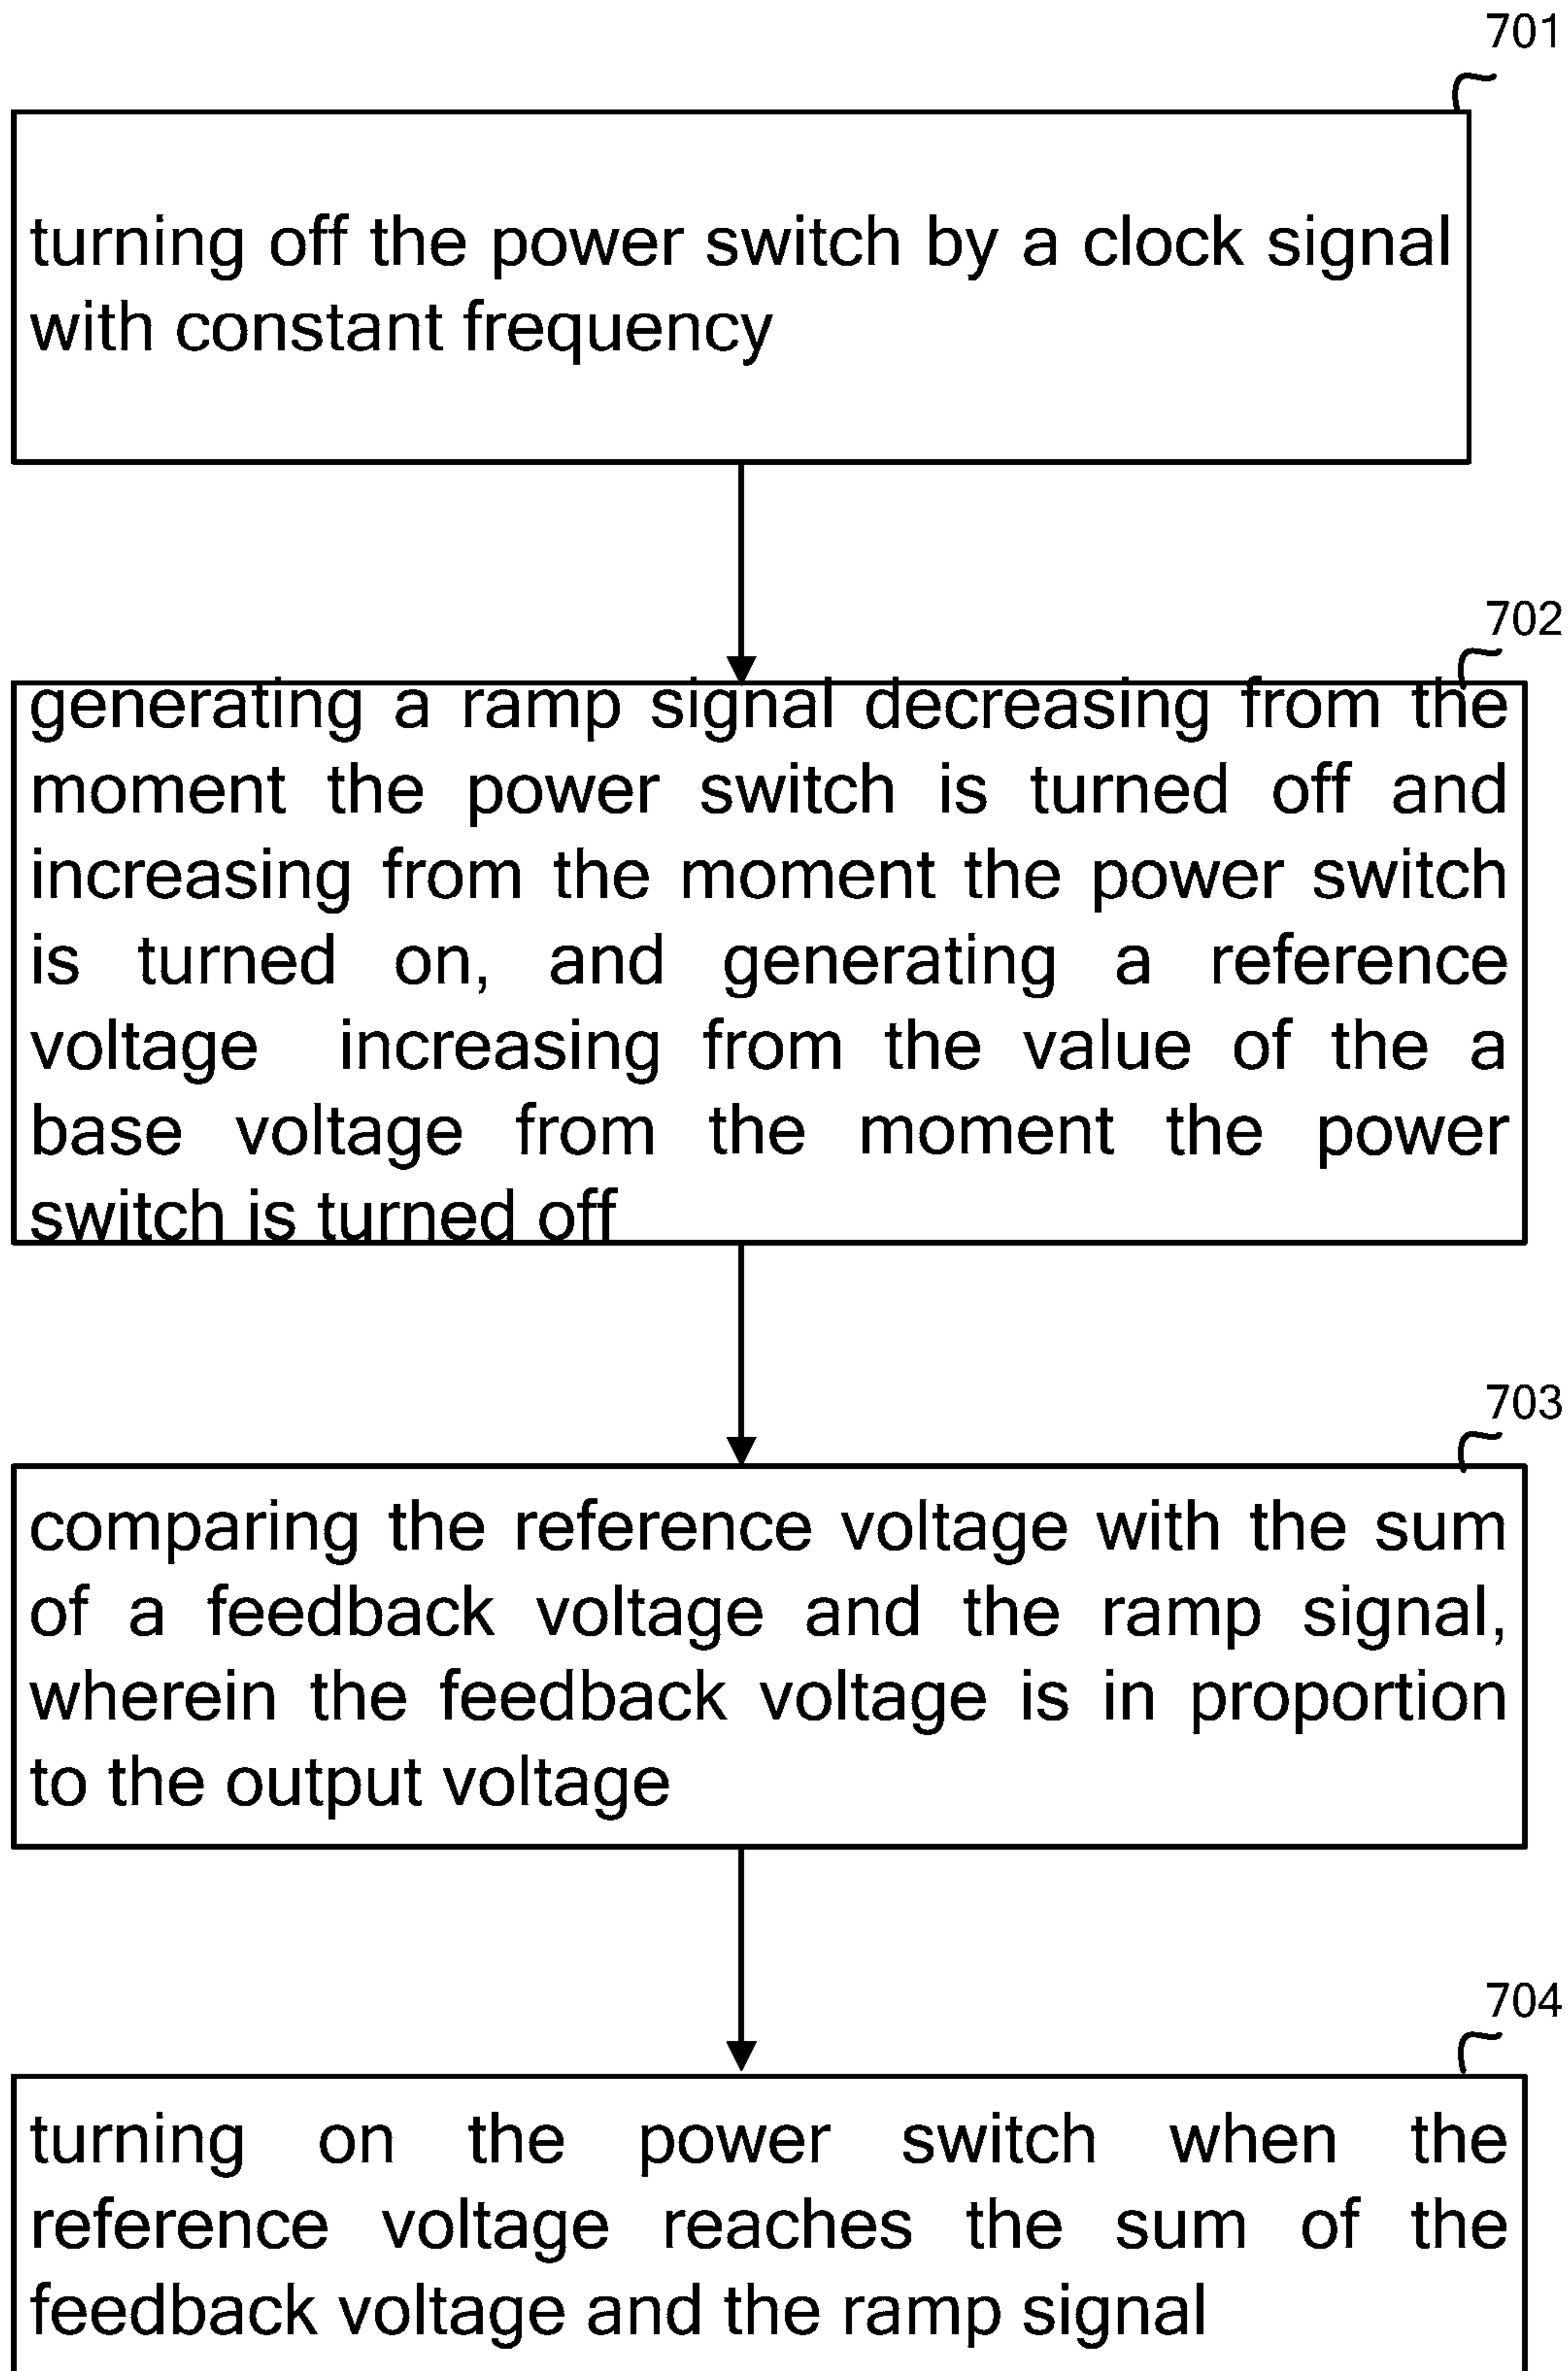 701
turning off the power switch by a clock signal
with constant frequency
702
generating a ramp signal decreasing from the
moment the power switch is turned off and
increasing from the moment the power switch
is turned on, and generating a reference
voltage increasing from the value of the a
base voltage from the moment the power
switch is turned off
703
comparing the reference voltage with the sum
of a feedback voltage and the ramp signal,
wherein the feedback voltage is in proportion
to the output voltage
704
turning on the power switch when the
reference voltage reaches the sum of the
feedback voltage and the ramp signal